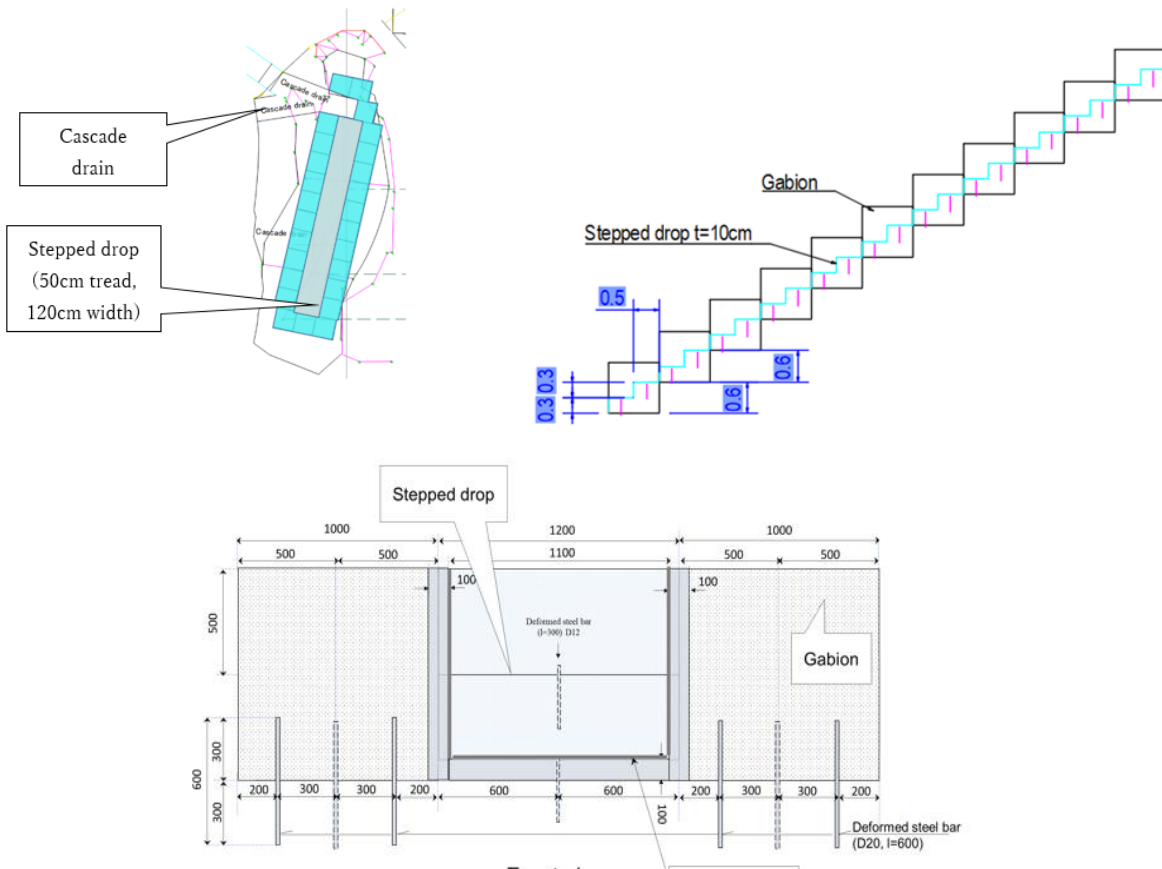 Cascade drain
Cascade drain
Cascade
Cascade
drain
Stepped drop
(50cm tread,
120cm width)
Gabion
Stepped drop t=10cm
0.5
0.3
0.3
0.6
0.6
Stepped drop
1000
1200
1000
500
500
1100
500
500
100
100
500
Deformed steel bar
(l=300) D12
Gabion
600
300
300
200
300
300
200
600
600
200
300
300
200
100
Deformed steel bar
(D20, l=600)